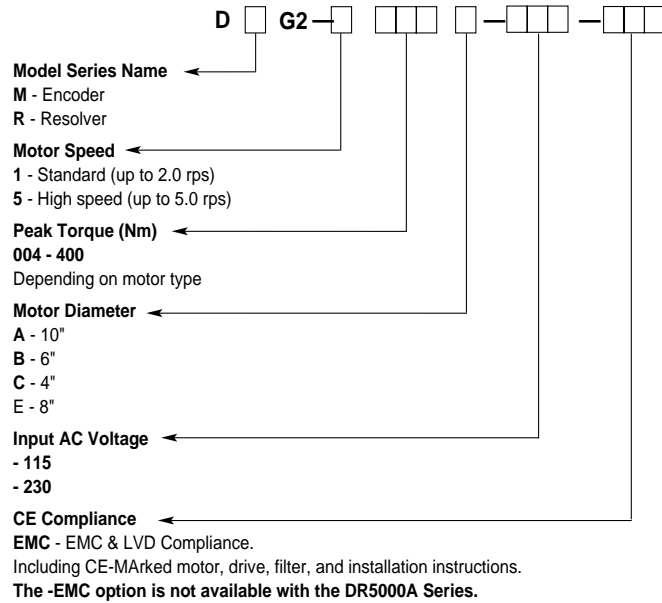 D G2 — — —
Model Series Name
M - Encoder
R - Resolver
Motor Speed
1 - Standard (up to 2.0 rps)
5 - High speed (up to 5.0 rps)
Peak Torque (Nm)
004 - 400
Depending on motor type
Motor Diameter
A - 10"
B - 6"
C - 4"
E - 8"
Input AC Voltage
- 115
- 230
CE Compliance
EMC - EMC & LVD Compliance.
Including CE-MArked motor, drive, filter, and installation instructions.
The -EMC option is not available with the DR5000A Series.